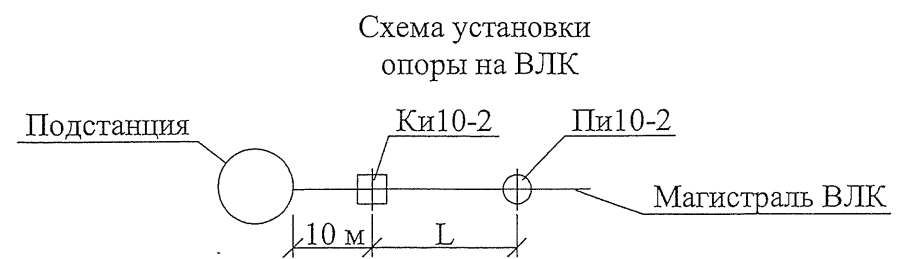 Схема установки
опоры на ВЛК
Подстанция
Ки10-2
Пи10-2
Магистраль ВЛК
10 м
L